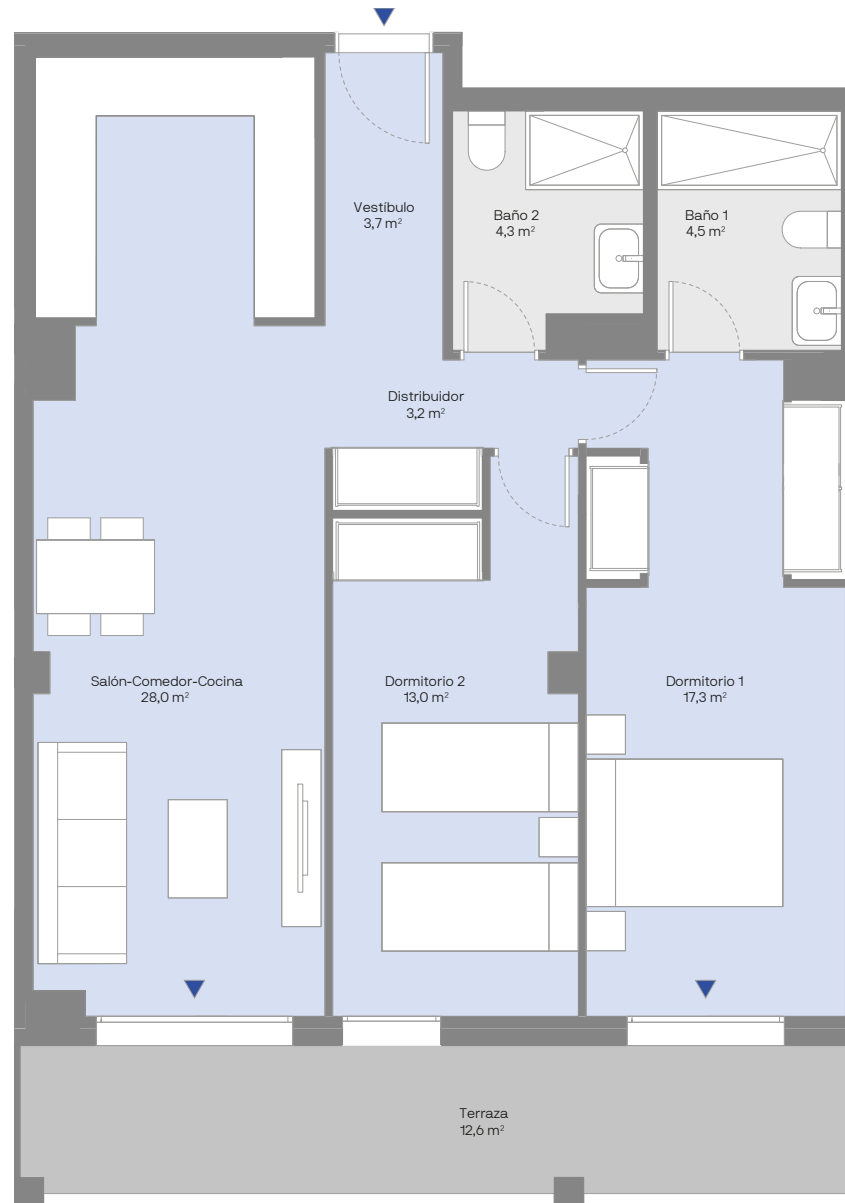 Vestíbulo
3,7 m²
Baño 2
4,3 m²
Baño 1
4,5 m²
Distribuidor
3,2 m²
Salón-Comedor-Cocina
28,0 m²
Dormitorio 2
13,0 m²
Dormitorio 1
17,3 m²
Terraza
12,6 m²